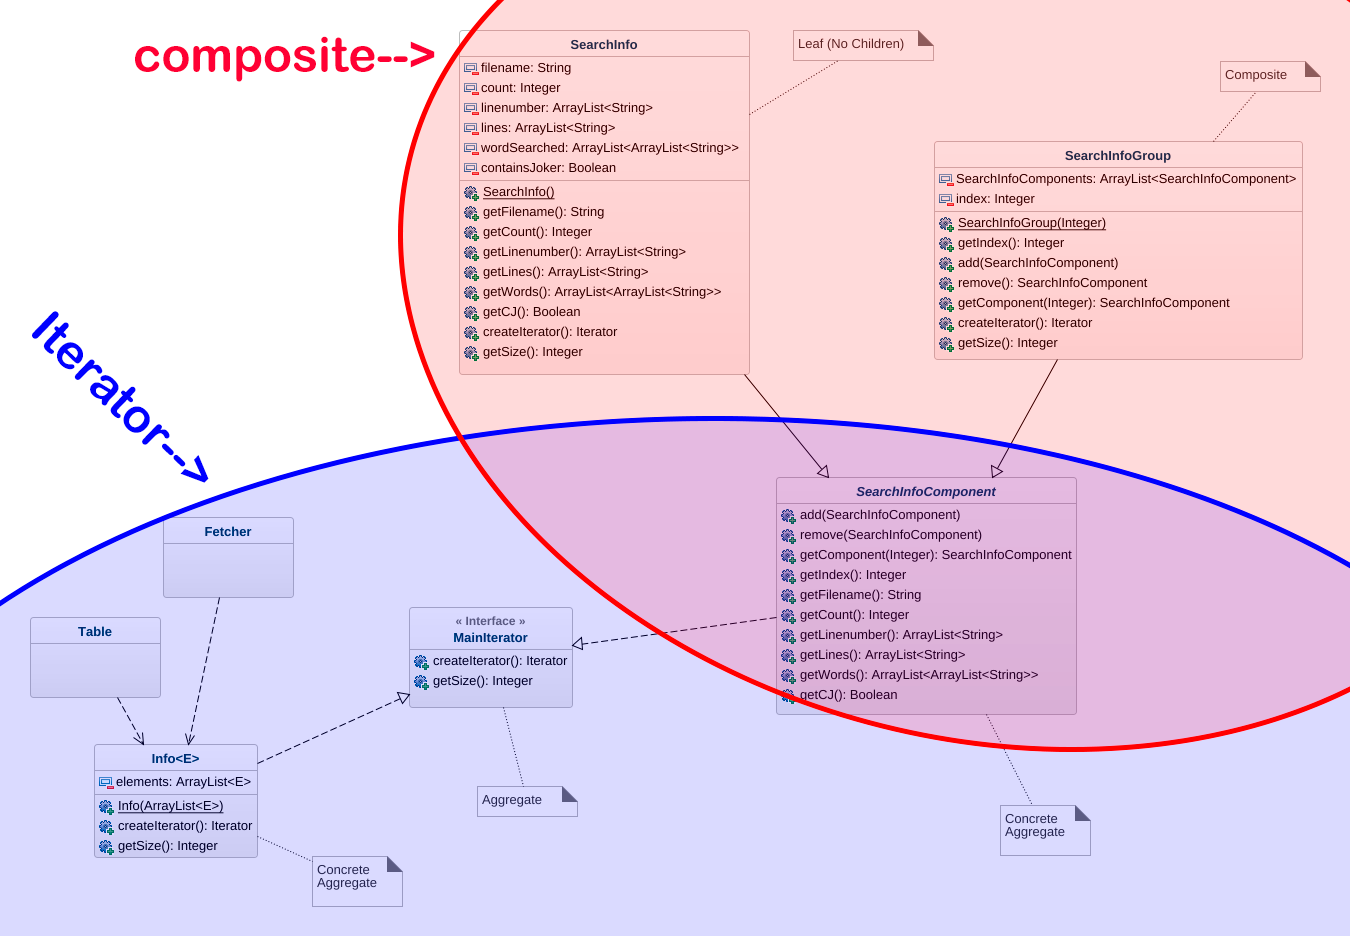 composite-->
SearchInfo
filename: String
count: Integer
linenumber: ArrayList<String>
lines: ArrayList<String>
wordSearched: ArrayList<ArrayList<String>>
containsJoker: Boolean
SearchInfo()
getFilename(): String
getCount(): Integer
getLinenumber(): ArrayList<String>
getLines(): ArrayList<String>
getWords(): ArrayList<ArrayList<String>>
getCJ(): Boolean
createIterator(): Iterator
getSize(): Integer
Leaf (No Children)
Composite
SearchInfoGroup
SearchInfoComponents: ArrayList<SearchInfoComponent>
index: Integer
SearchInfoGroup(Integer)
getIndex(): Integer
add(SearchInfoComponent)
remove(): SearchInfoComponent
getComponent(Integer): SearchInfoComponent
createIterator(): Iterator
getSize(): Integer
Iterator-->
SearchInfoComponent
add(SearchInfoComponent)
remove(SearchInfoComponent)
getComponent(Integer): SearchInfoComponent
getIndex(): Integer
getFilename(): String
getCount(): Integer
getLinenumber(): ArrayList<String>
getLines(): ArrayList<String>
getWords(): ArrayList<ArrayList<String>>
getCJ(): Boolean
Fetcher
Table
« Interface »
MainIterator
createIterator(): Iterator
getSize(): Integer
Info<E>
elements: ArrayList<E>
Info(ArrayList<E>)
createIterator(): Iterator
getSize(): Integer
Aggregate
Concrete
Aggregate
Concrete
Aggregate